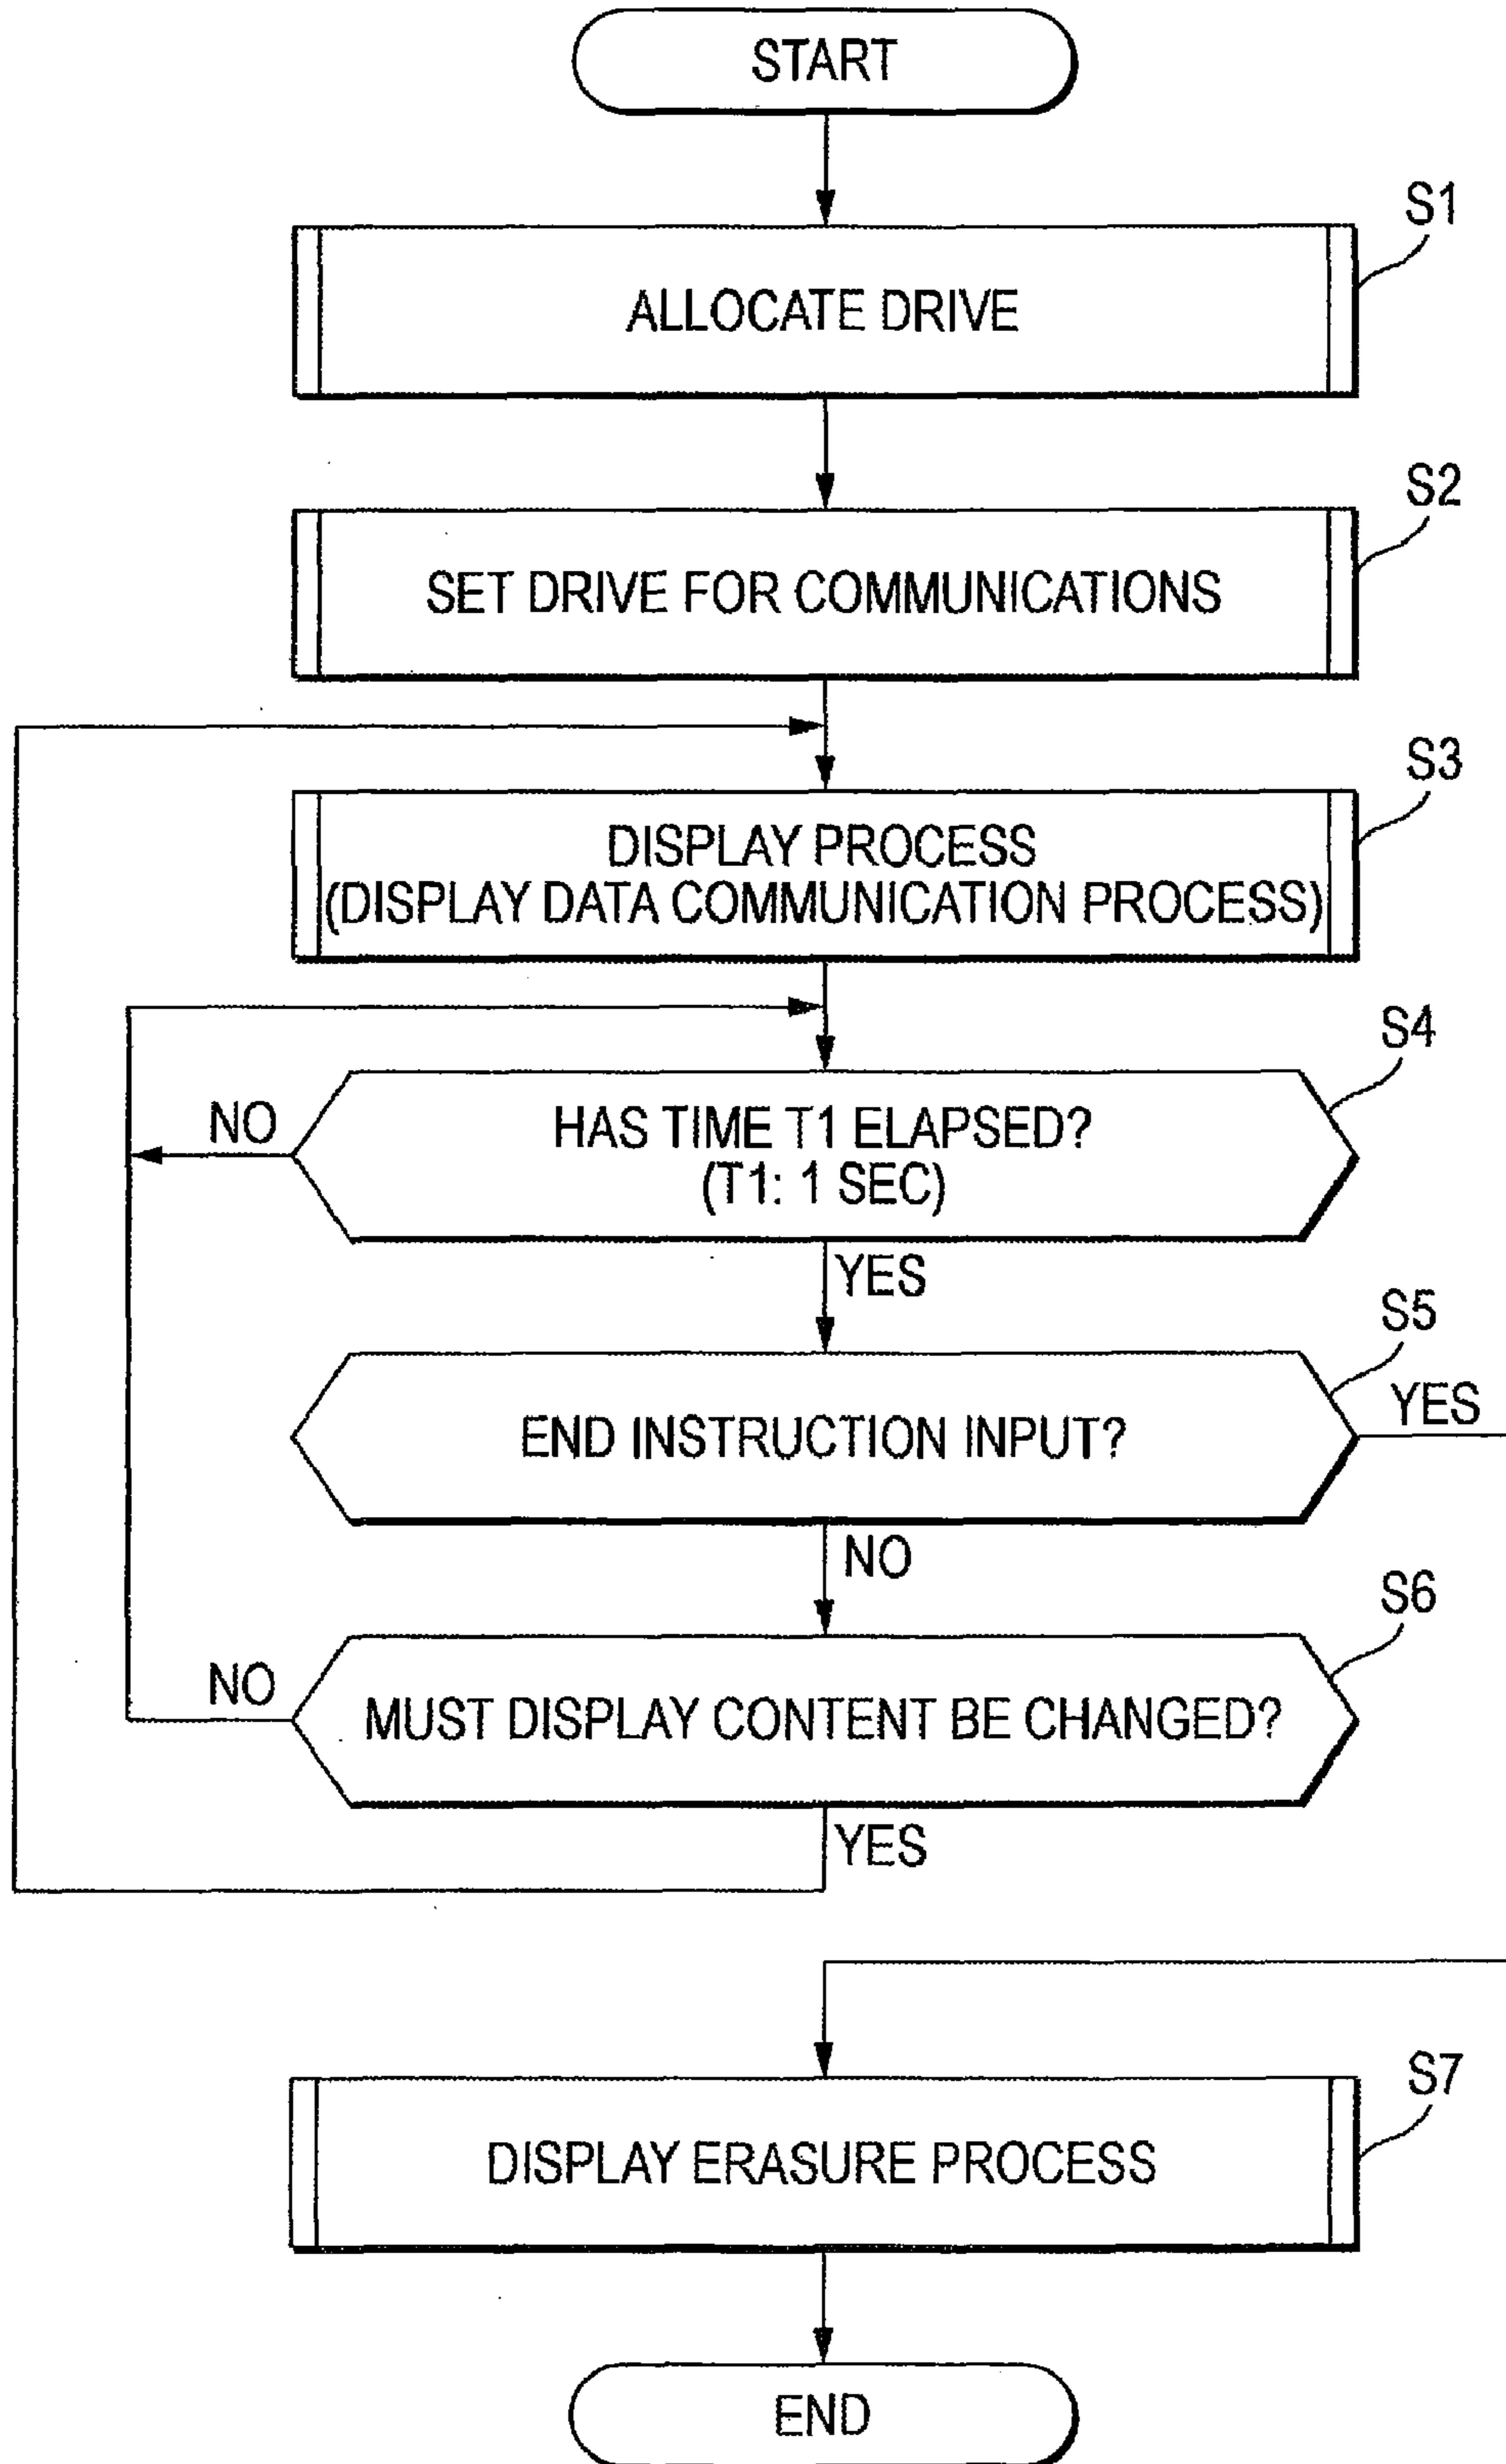 START
S1
ALLOCATE DRIVE
S2
SET DRIVE FOR COMMUNICATIONS
S3
DISPLAY PROCESS
(DISPLAY DATA COMMUNICATION PROCESS)
S4
NO
HAS TIME T1 ELAPSED?
(T1: 1 SEC)
YES
S5
YES
END INSTRUCTION INPUT?
NO
S6
NO
MUST DISPLAY CONTENT BE CHANGED?
YES
S7
DISPLAY ERASURE PROCESS
END